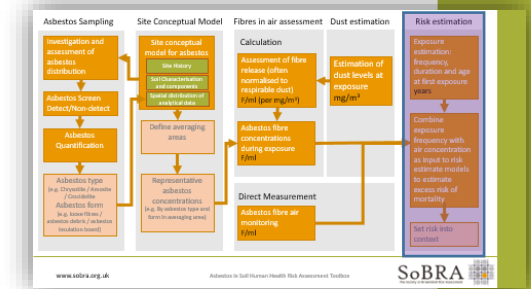 Asbestos Sampling
Investigation and
assessment of
asbestos
distribution
Asbestos Screen
Detect/Non-detect
Asbestos
Quantification
Asbestos type
(e.g. Chrysotile / Amosite
/ Crocidolite)
Asbestos form
(e.g. loose fibres /
asbestos debris / asbestos
insulation board)
Site Conceptual Model
Site conceptual
model for asbestos
Site History
Soil Characterisation
and components
Spatial distribution of
analytical data
Define averaging
areas
Representative
asbestos
concentrations
(e.g. By asbestos type and
form in averaging area)
Fibres in air assessment
Calculation
Assessment of fibre
release (often
normalised to
respirable dust)
F/ml (per mg/m³)
Asbestos fibre
concentrations
during exposure
F/ml
Direct Measurement
Asbestos fibre air
monitoring
F/ml
Dust estimation
Estimation of
dust levels at
exposure
mg/m³
Risk estimation
Exposure
estimation:
frequency,
duration and age
at first exposure
years
Combine
exposure
frequency with
air concentration
as input to risk
estimate models
to estimate
excess risk of
mortality
Set risk into
context
www.sobra.org.uk
Asbestos in Soil Human Health Risk Assessment Toolbox
SoBRA